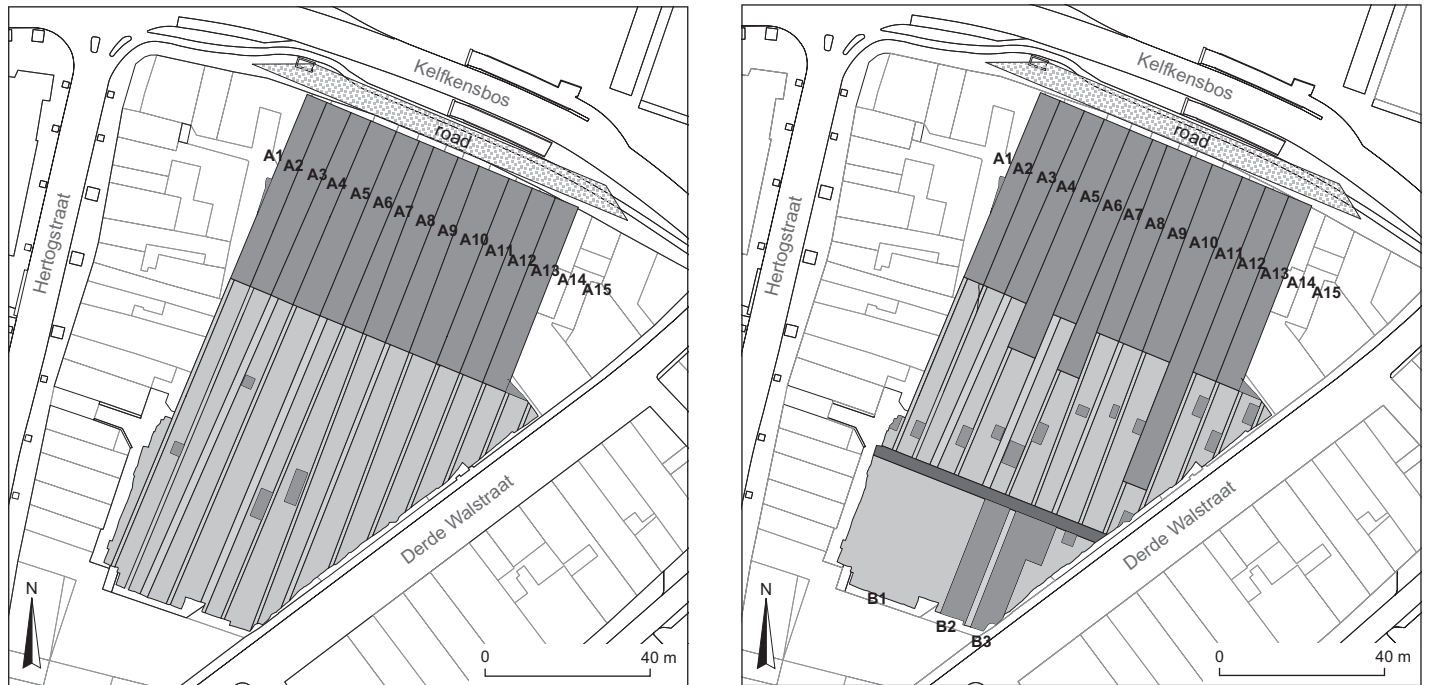 Kelfkensbos
road
A1
A2
A3
A4
A5
A6
A7
A8
A9
A10
A11
A12
A13
A14
A15
Hertogstraat
Derde Walstraat
N
0 40 m
Kelfkensbos
road
A1
A2
A3
A4
A5
A6
A7
A8
A9
A10
A11
A12
A13
A14
A15
Hertogstraat
Derde Walstraat
B1
B2
B3
N
0 40 m